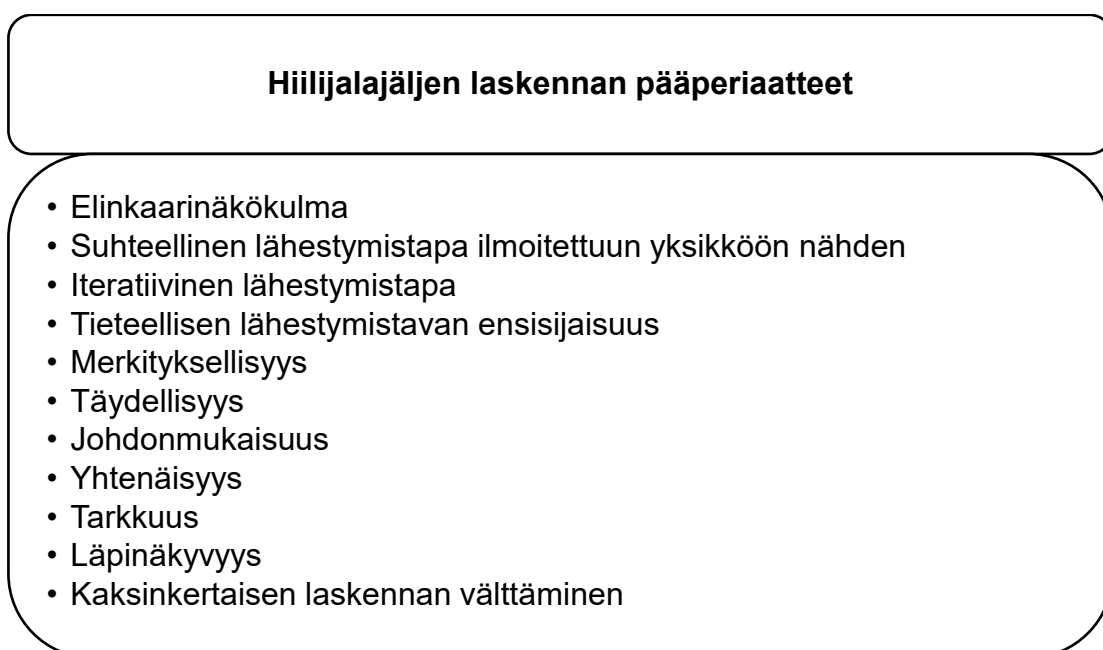 Hiilijalajäljen laskennan pääperiaatteet
• Elinkaarinäkökulma
• Suhteellinen lähestymistapa ilmoitettuun yksikköön nähden
• Iteratiivinen lähestymistapa
• Tieteellisen lähestymistavan ensisijaisuus
• Merkityksellisyys
• Täydellisyys
• Johdonmukaisuus
• Yhtenäisyys
• Tarkkuus
• Läpinäkyvyys
• Kaksinkertaisen laskennan välttäminen